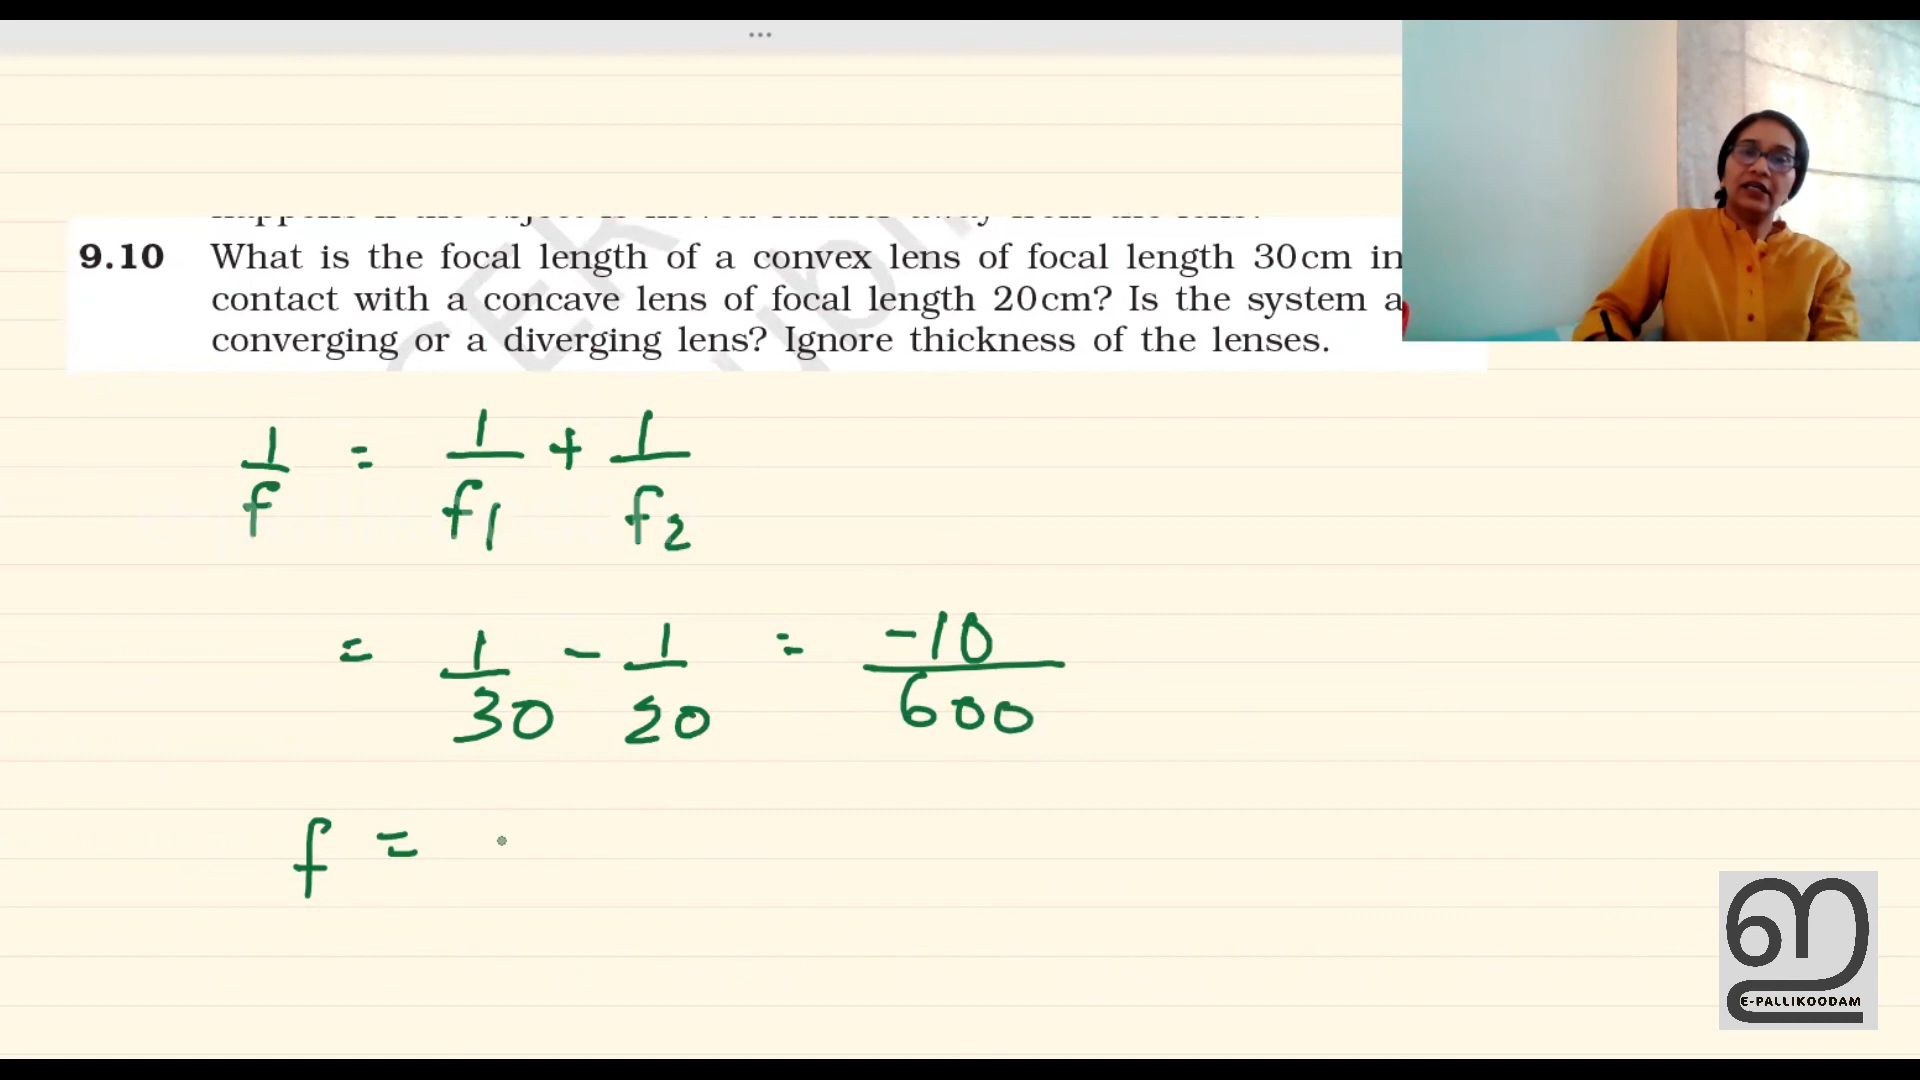 ...
9.10 What is the focal length of a convex lens of focal length 30cm in
contact with a concave lens of focal length 20cm? Is the system a
converging or a diverging lens? Ignore thickness of the lenses.
1/f = 1/f1 + 1/f2
= 1/30 - 1/20 = -10/600
f =
E-PALLIKOODAM